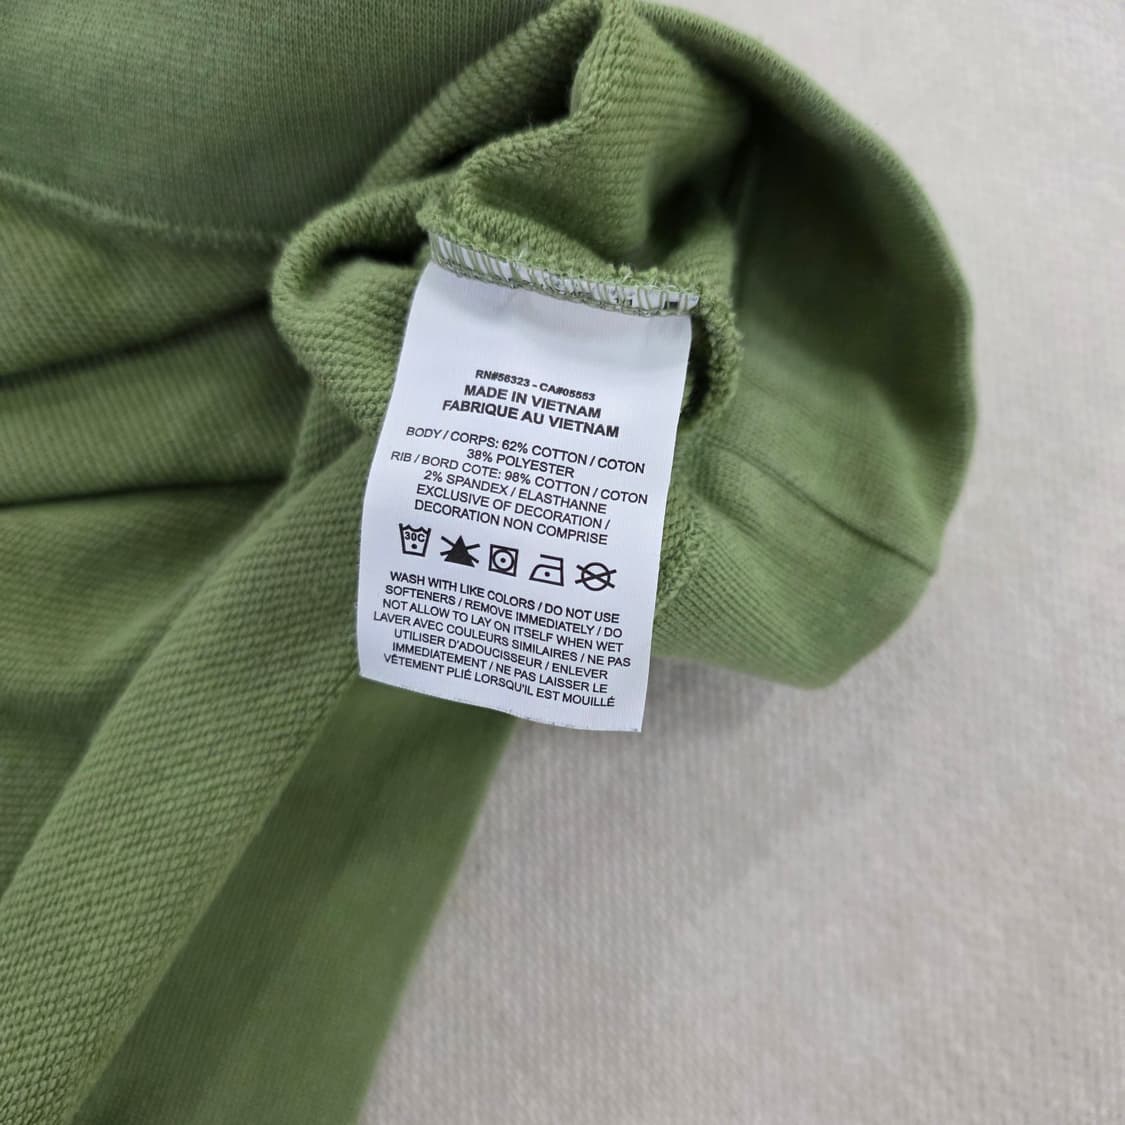 RN#56323 - CA#05553
MADE IN VIETNAM
FABRIQUE AU VIETNAM
BODY / CORPS: 62% COTTON / COTON
38% POLYESTER
RIB / BORD COTE: 98% COTTON / COTON
2% SPANDEX / ELASTHANNE
EXCLUSIVE OF DECORATION /
DECORATION NON COMPRISE
30C
WASH WITH LIKE COLORS / DO NOT USE
SOFTENERS / REMOVE IMMEDIATELY / DO
NOT ALLOW TO LAY ON ITSELF WHEN WET
LAVER AVEC COULEURS SIMILAIRES / NE PAS
UTILISER D'ADOUCISSEUR / ENLEVER
IMMEDIATEMENT / NE PAS LAISSER LE
VÊTEMENT PLIÉ LORSQU'IL EST MOUILLÉ